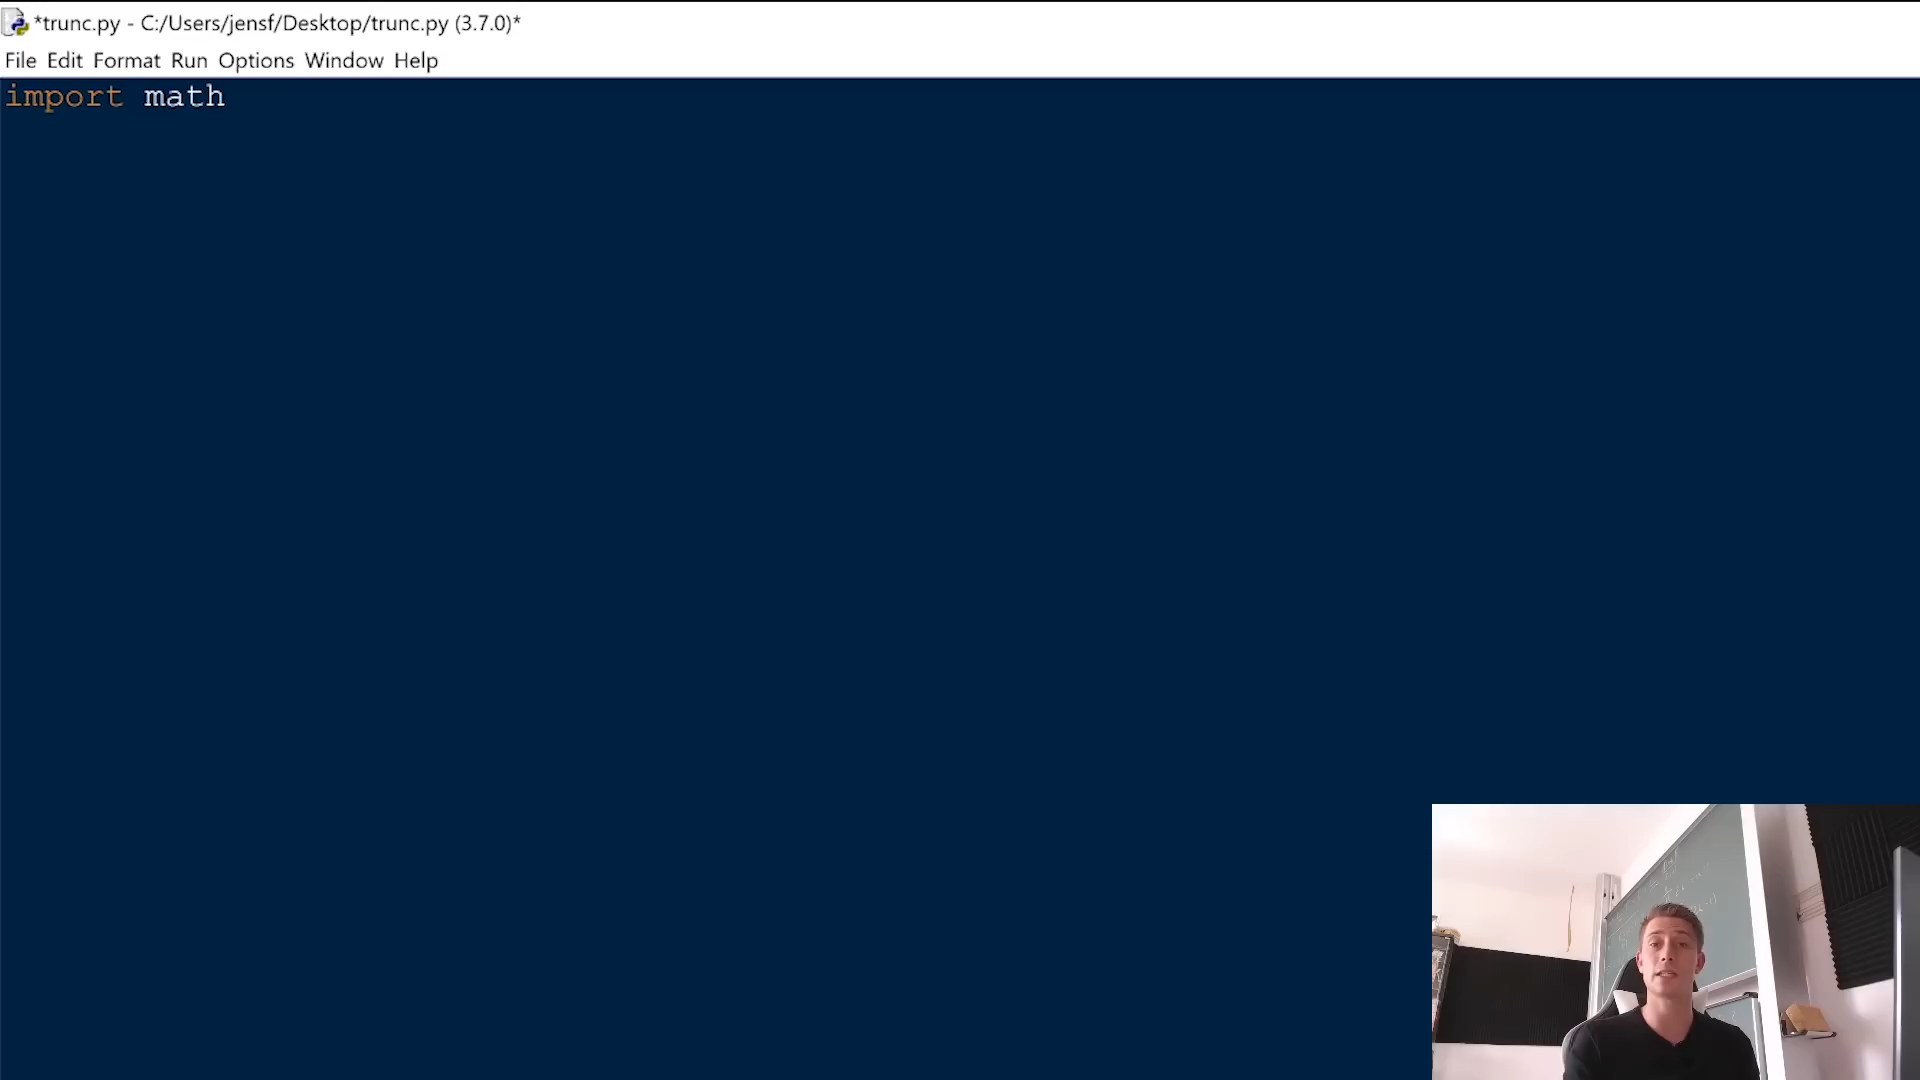 *trunc.py - C:/Users/jensf/Desktop/trunc.py (3.7.0)*
File Edit Format Run Options Window Help
import math